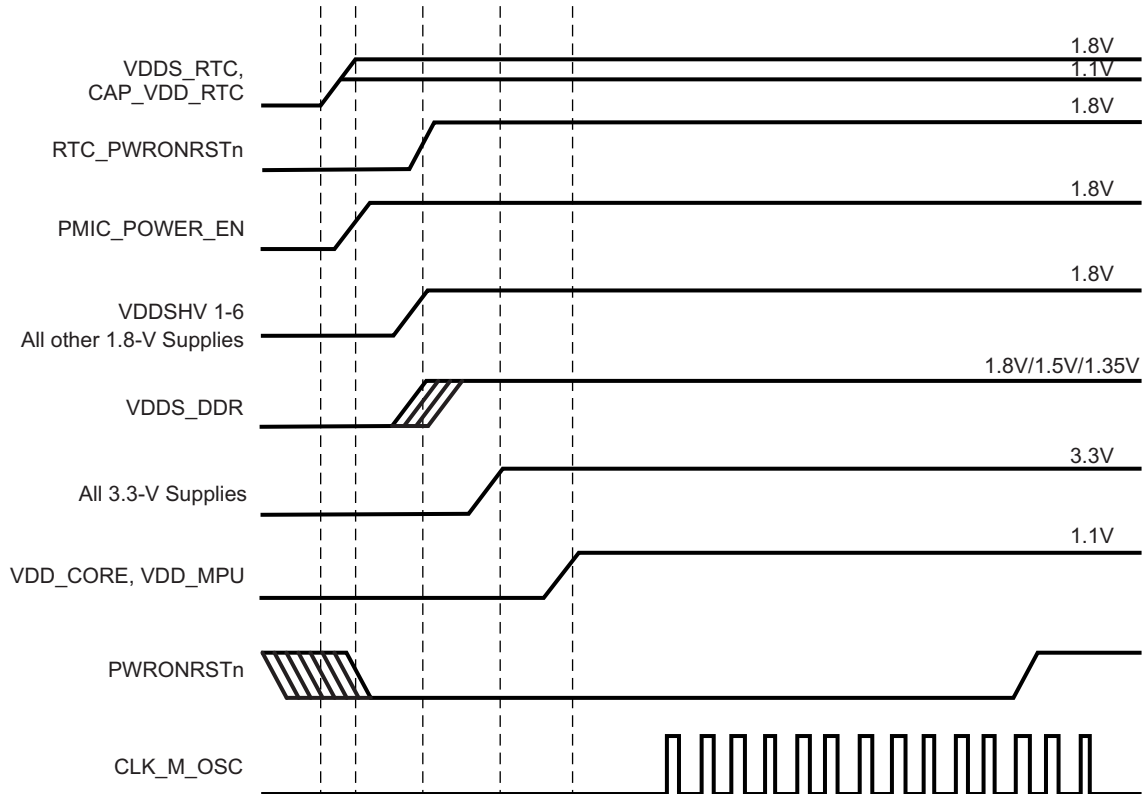 1.8V
VDDS_RTC,
1.1V
CAP_VDD_RTC
1.8V
RTC_PWRONRSTn
1.8V
PMIC_POWER_EN
1.8V
VDDSHV 1-6
All other 1.8-V Supplies
1.8V/1.5V/1.35V
VDDS_DDR
3.3V
All 3.3-V Supplies
1.1V
VDD_CORE, VDD_MPU
PWRONRSTn
CLK_M_OSC